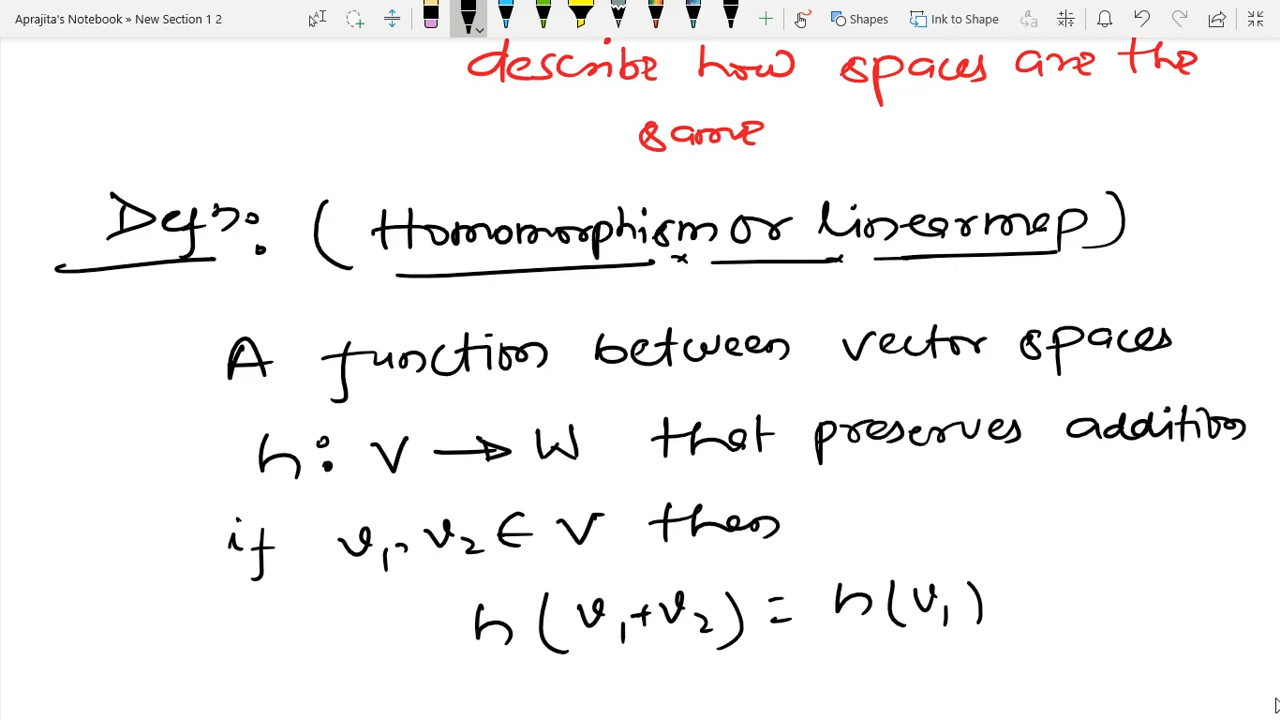 Aprajita's Notebook » New Section 1 2
Shapes
Ink to Shape
describe how spaces are the
same
Defn: (Homomorphism or linear map)
A function between vector spaces
h: V → W that preserves addition
if v₁, v₂ ∈ V then
h(v₁+v₂) = h(v₁)